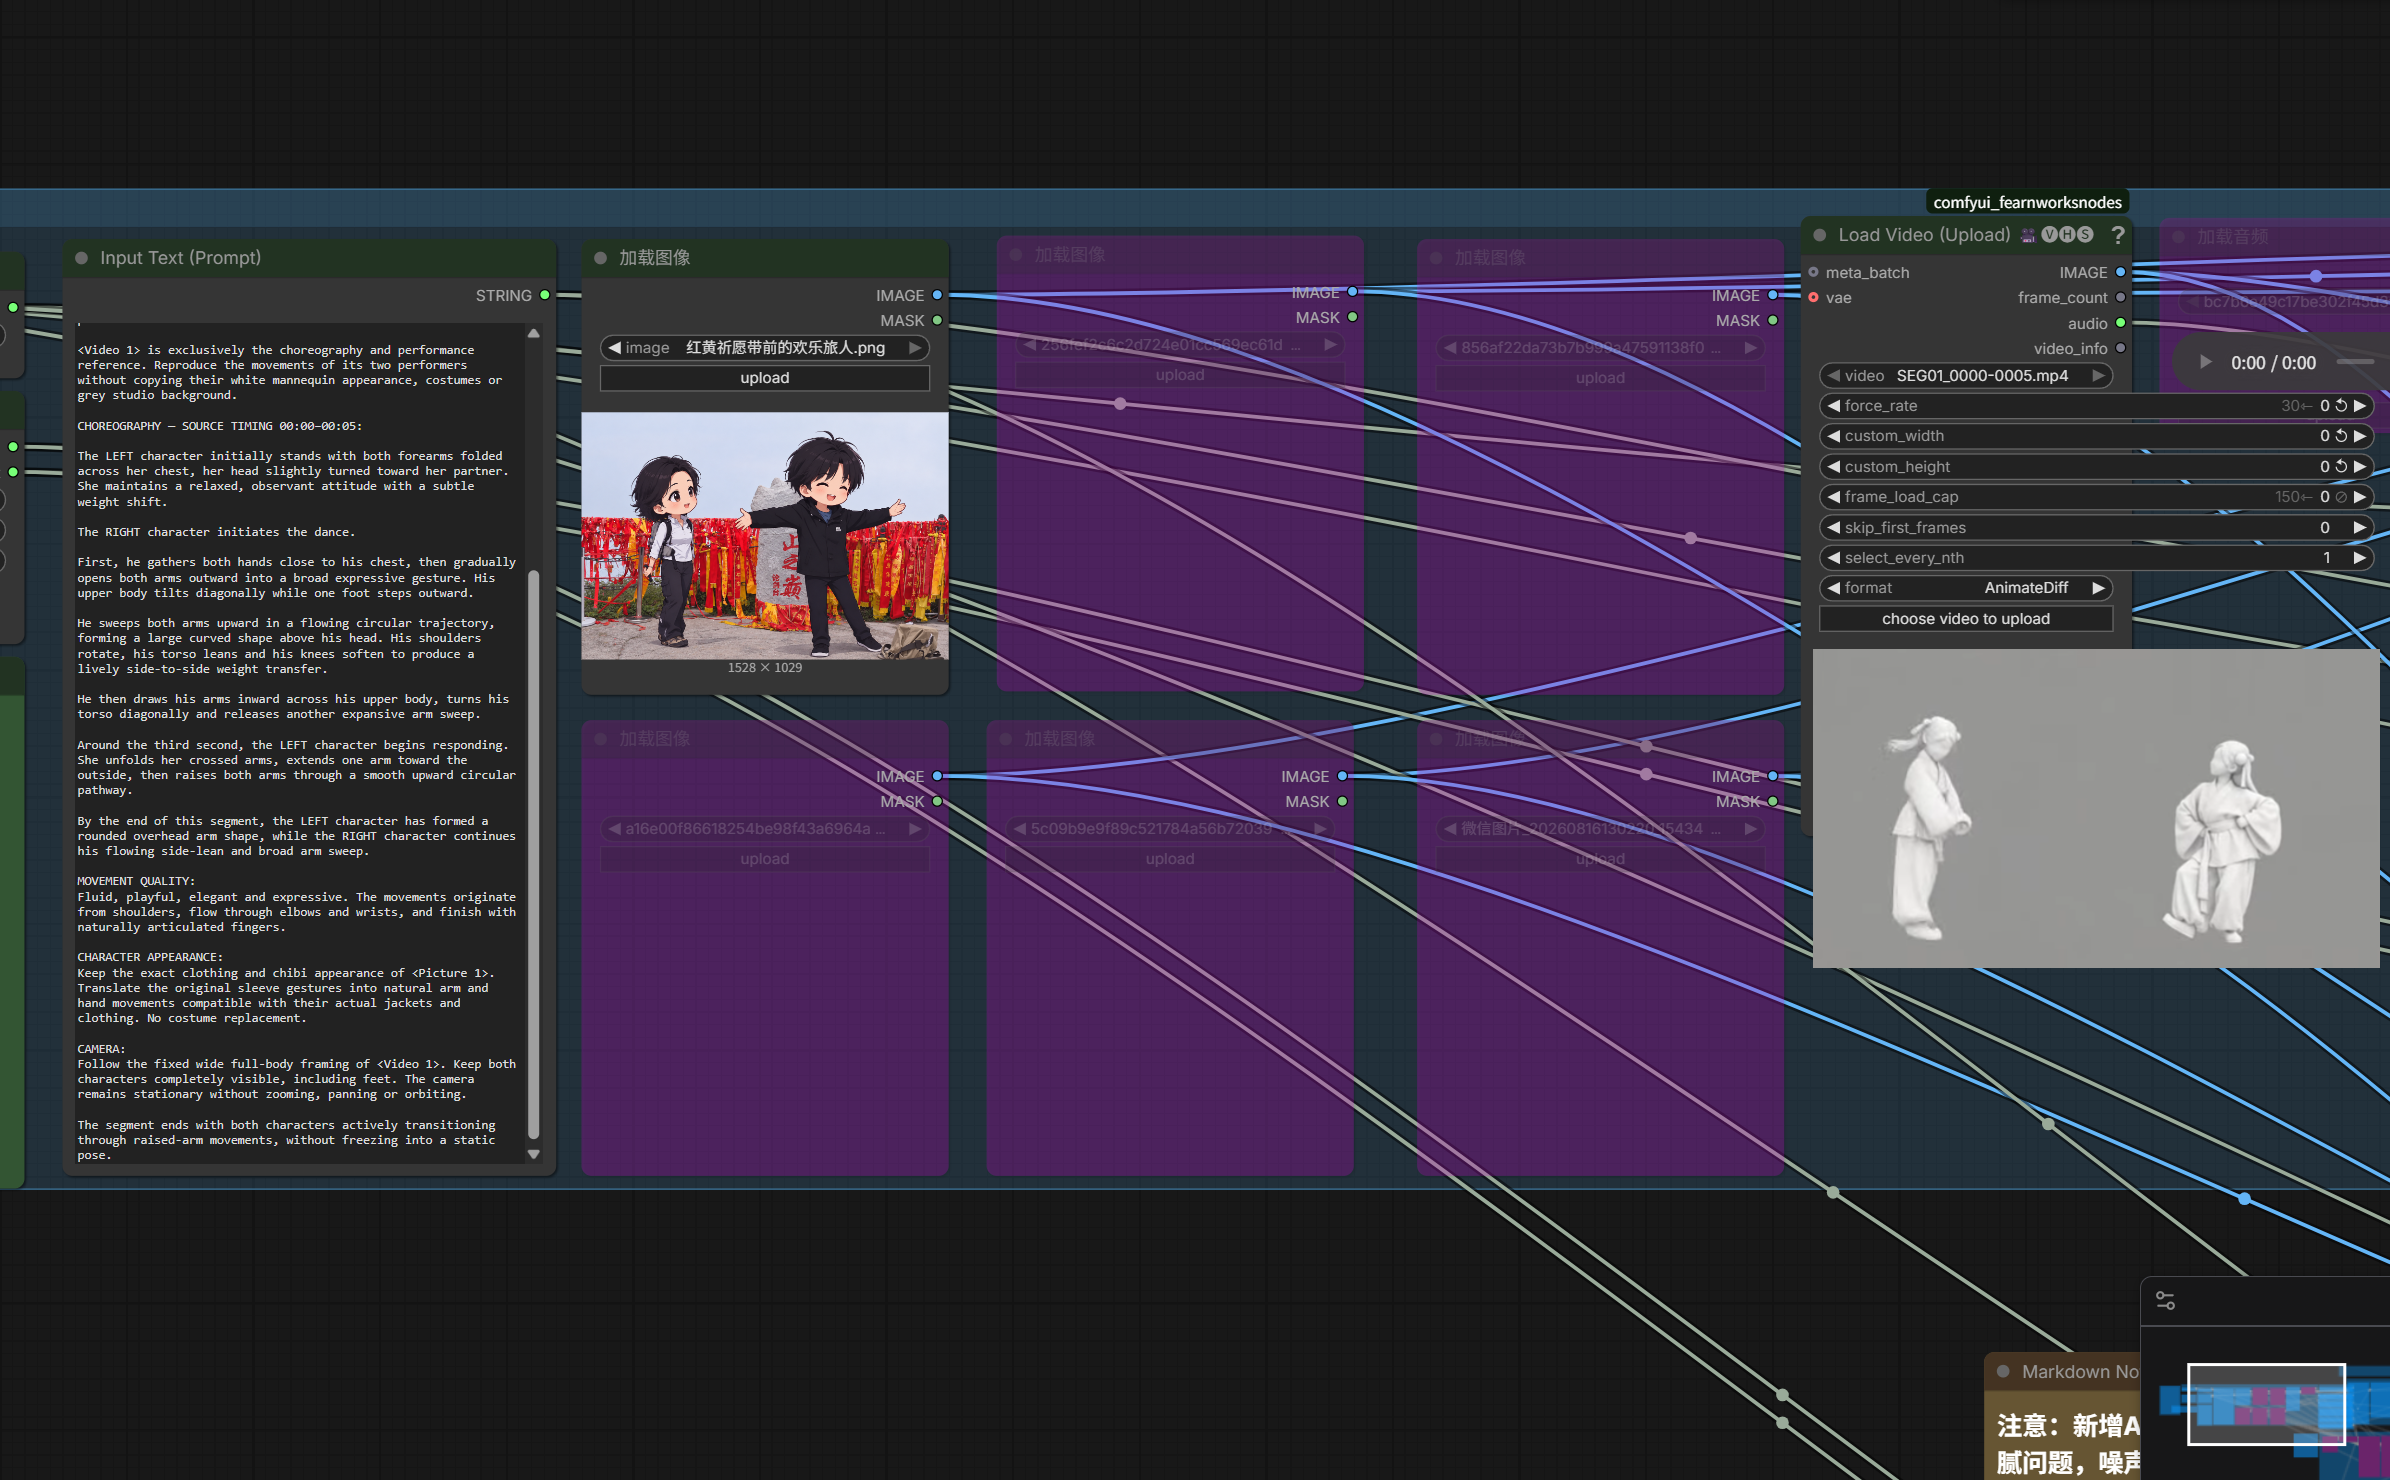 comfyui_fearnworksnodes
Input Text (Prompt)
STRING
<Video 1> is exclusively the choreography and performance
reference. Reproduce the movements of its two performers
without copying their white mannequin appearance, costumes or
grey studio background.
CHOREOGRAPHY — SOURCE TIMING 00:00–00:05:
The LEFT character initially stands with both forearms folded
across her chest, her head slightly turned toward her partner.
She maintains a relaxed, observant attitude with a subtle
weight shift.
The RIGHT character initiates the dance.
First, he gathers both hands close to his chest, then gradually
opens both arms outward into a broad expressive gesture. His
upper body tilts diagonally while one foot steps outward.
He sweeps both arms upward in a flowing circular trajectory,
forming a large curved shape above his head. His shoulders
rotate, his torso leans and his knees soften to produce a
lively side-to-side weight transfer.
He then draws his arms inward across his upper body, turns his
torso diagonally and releases another expansive arm sweep.
Around the third second, the LEFT character begins responding.
She unfolds her crossed arms, extends one arm toward the
outside, then raises both arms through a smooth upward circular
pathway.
By the end of this segment, the LEFT character has formed a
rounded overhead arm shape, while the RIGHT character continues
his flowing side-lean and broad arm sweep.
MOVEMENT QUALITY:
Fluid, playful, elegant and expressive. The movements originate
from shoulders, flow through elbows and wrists, and finish with
naturally articulated fingers.
CHARACTER APPEARANCE:
Keep the exact clothing and chibi appearance of <Picture 1>.
Translate the original sleeve gestures into natural arm and
hand movements compatible with their actual jackets and
clothing. No costume replacement.
CAMERA:
Follow the fixed wide full-body framing of <Video 1>. Keep both
characters completely visible, including feet. The camera
remains stationary without zooming, panning or orbiting.
The segment ends with both characters actively transitioning
through raised-arm movements, without freezing into a static
pose.
加载图像
IMAGE
MASK
image 红黄祈愿带前的欢乐旅人.png
upload
1528 × 1029
加载图像
IMAGE
MASK
upload
加载图像
IMAGE
MASK
856af22da73b7b939a47591138f0 ...
upload
加载图像
IMAGE
MASK
a16e00f86618254be98f43a6964a ...
upload
加载图像
IMAGE
MASK
5c09b9e9f89c521784a56b72039 ...
upload
加载图像
IMAGE
MASK
upload
Load Video (Upload) VHS ?
meta_batch IMAGE
vae frame_count
audio
video_info
video SEG01_0000-0005.mp4
force_rate 30← 0
custom_width 0
custom_height 0
frame_load_cap 150← 0
skip_first_frames 0
select_every_nth 1
format AnimateDiff
choose video to upload
加载音频
0:00 / 0:00
Markdown No
注意：新增A
腻问题，噪声